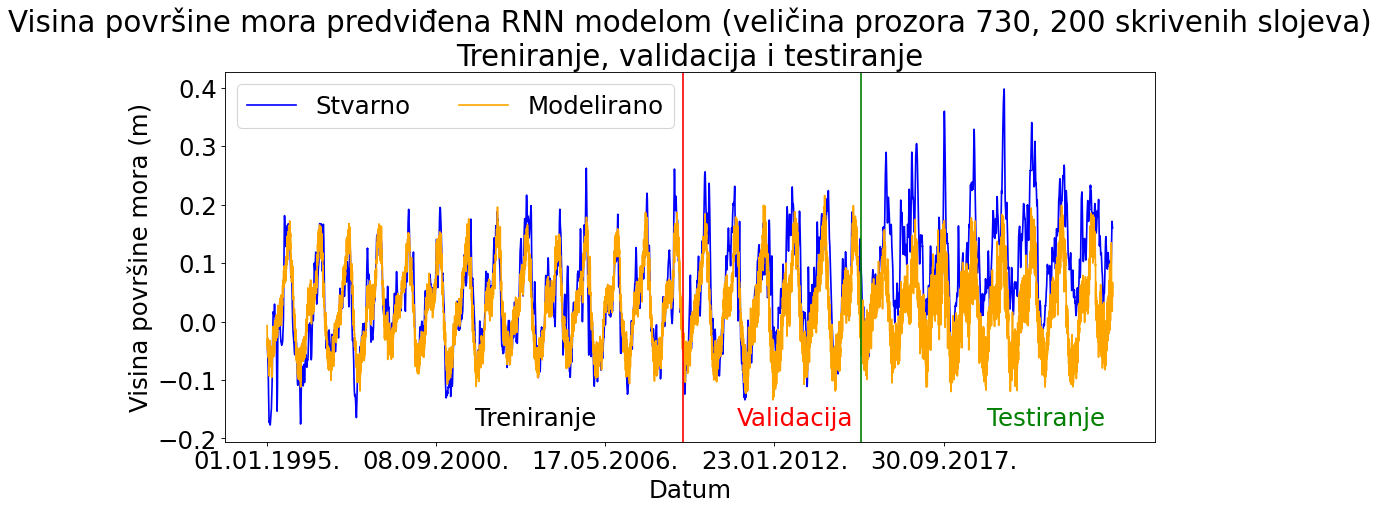 Visina površine mora predviđena RNN modelom (veličina prozora 730, 200 skrivenih slojeva)
Treniranje, validacija i testiranje
Stvarno
Modelirano
Visina površine mora (m)
0.4
0.3
0.2
0.1
0.0
−0.1
−0.2
Treniranje
Validacija
Testiranje
01.01.1995.
08.09.2000.
17.05.2006.
23.01.2012.
30.09.2017.
Datum